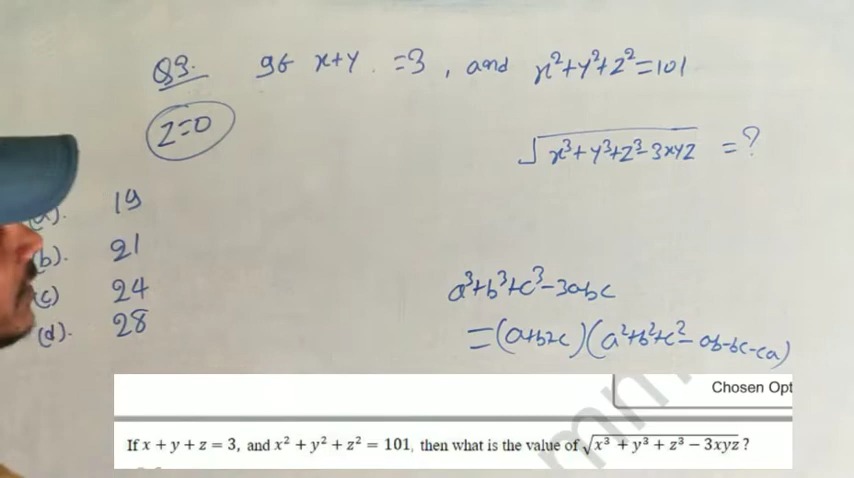 Q3. If x+y =3, and x²+y²+z²=101
z=0
√x³+y³+z³-3xyz =?
(a). 19
(b). 21
(c) 24
(d). 28
a³+b³+c³-3abc
=(a+b+c)(a²+b²+c²-ab-bc-ca)
Chosen Opt
If x + y + z = 3, and x² + y² + z² = 101, then what is the value of √x³ + y³ + z³ − 3xyz ?